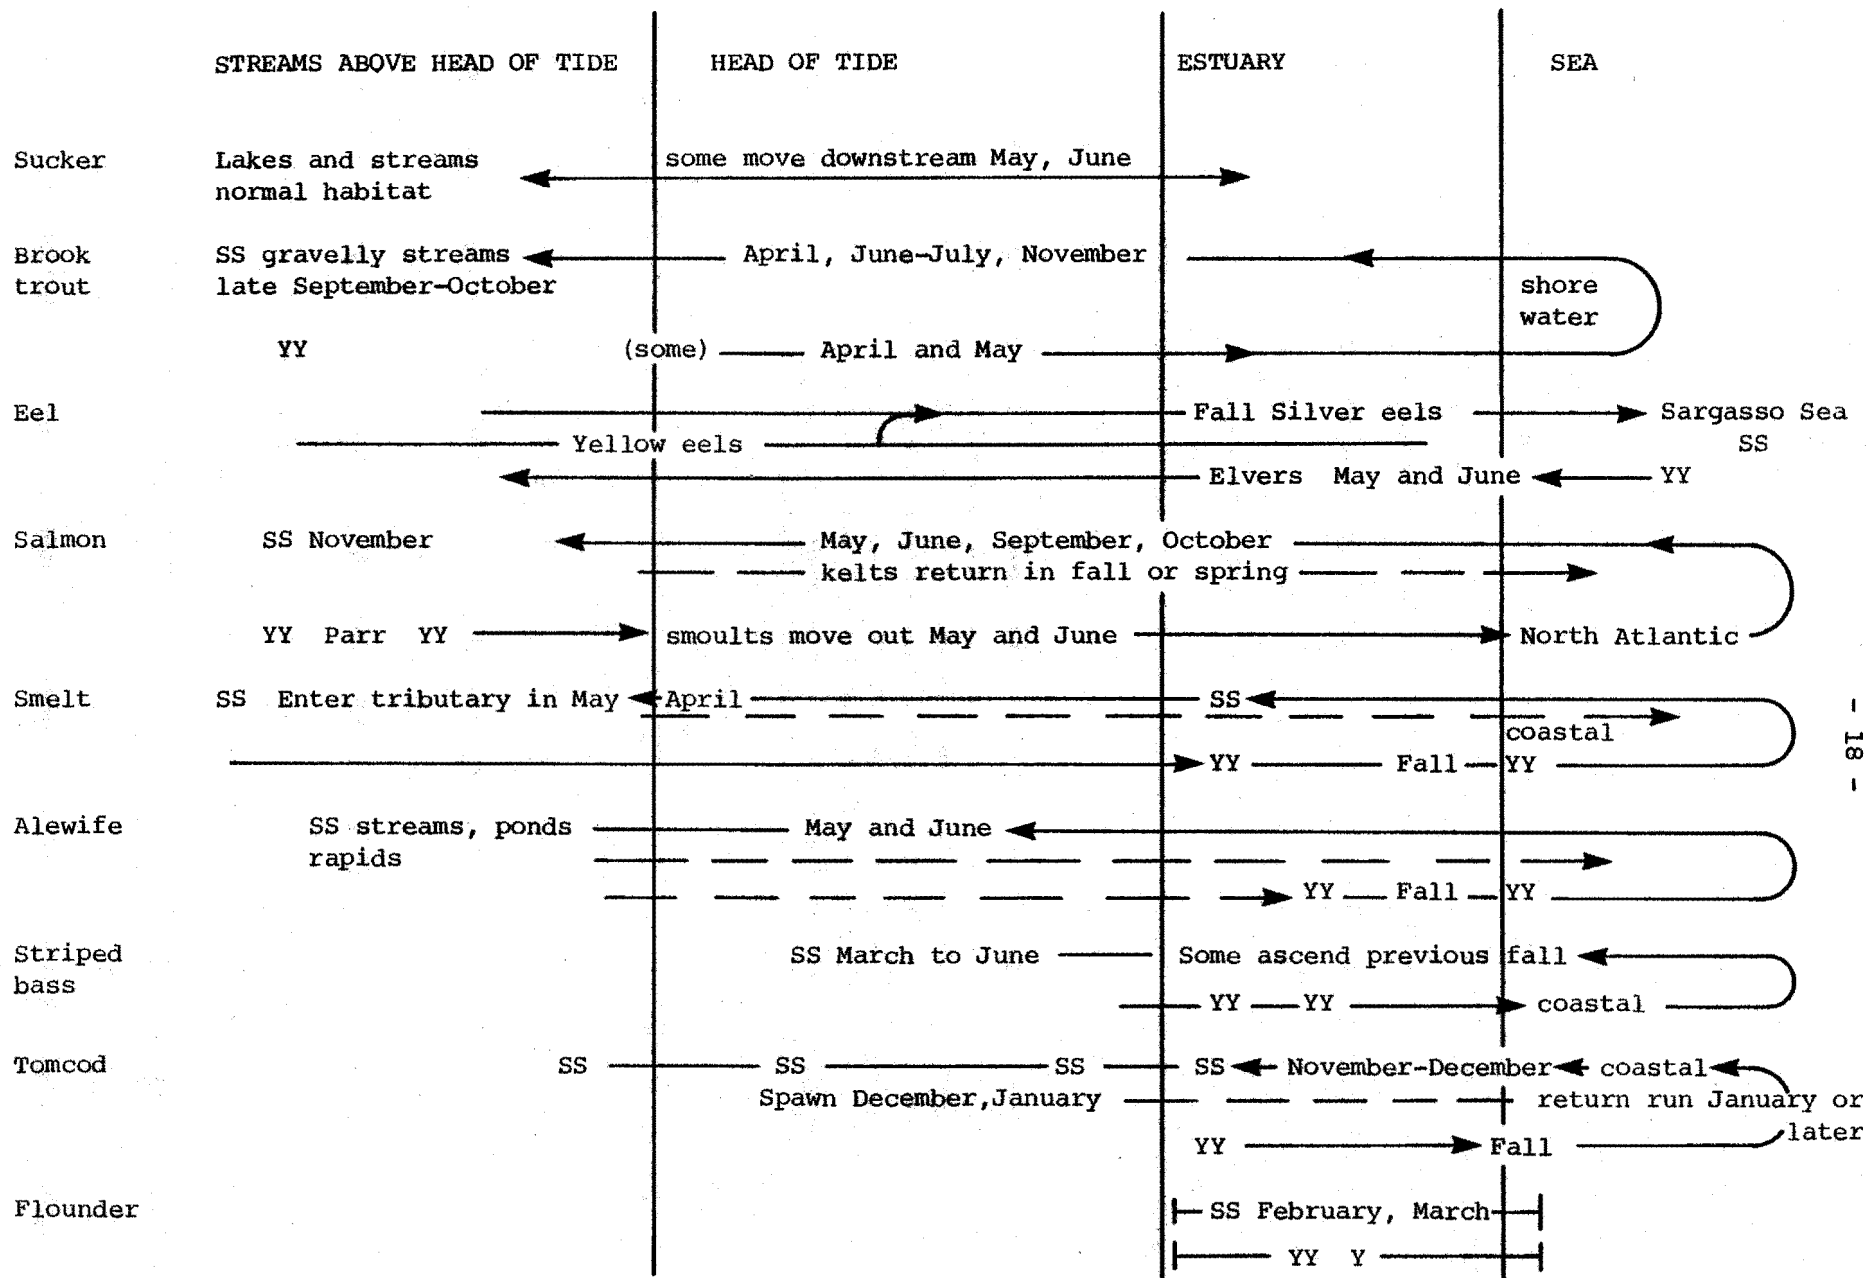 STREAMS ABOVE HEAD OF TIDE HEAD OF TIDE ESTUARY SEA
Sucker Lakes and streams some move downstream May, June
normal habitat
Brook SS gravelly streams April, June-July, November
trout late September-October shore
water
YY (some) April and May
Eel Fall Silver eels Sargasso Sea
Yellow eels SS
Elvers May and June YY
Salmon SS November May, June, September, October
kelts return in fall or spring
YY Parr YY smoults move out May and June North Atlantic
Smelt SS Enter tributary in May April SS
coastal
YY Fall YY
- 18 -
Alewife SS streams, ponds May and June
rapids
YY Fall YY
Striped SS March to June Some ascend previous fall
bass
YY YY coastal
Tomcod SS SS SS SS November-December coastal
Spawn December,January return run January or
later
YY Fall
Flounder SS February, March
YY Y